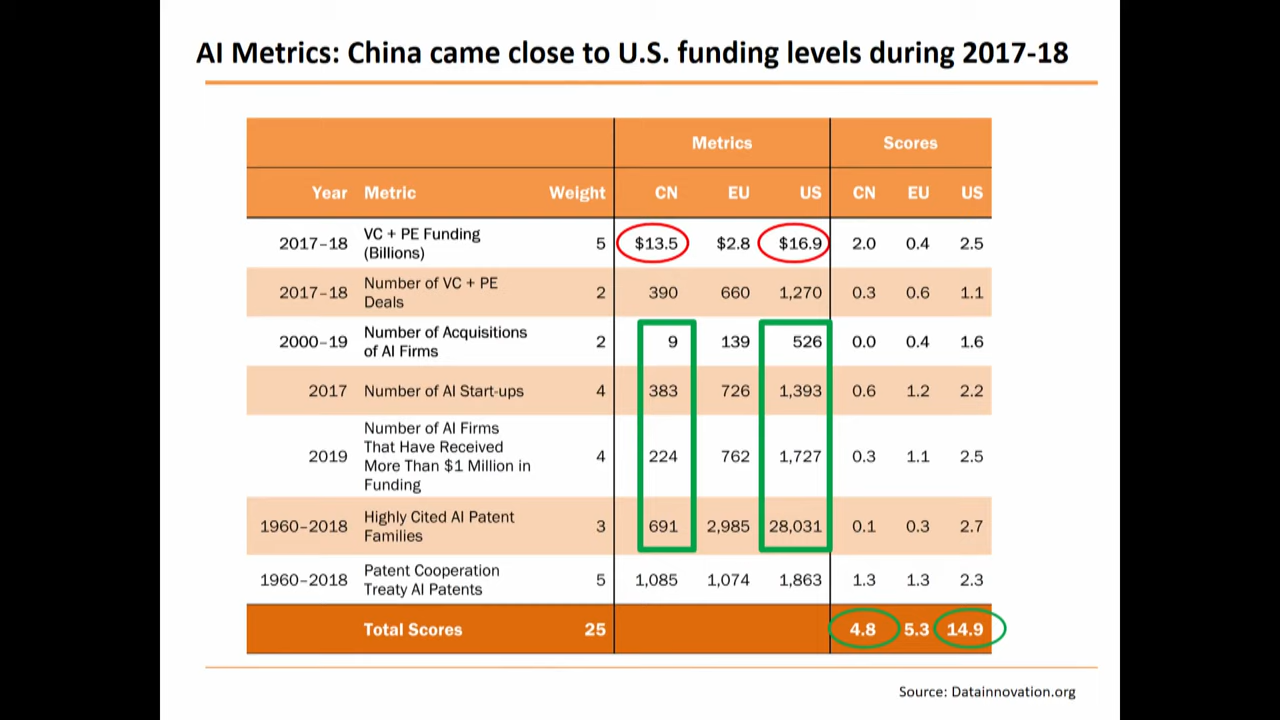 AI Metrics: China came close to U.S. funding levels during 2017-18
Metrics Scores
Year Metric Weight CN EU US CN EU US
2017–18 VC + PE Funding (Billions) 5 $13.5 $2.8 $16.9 2.0 0.4 2.5
2017–18 Number of VC + PE Deals 2 390 660 1,270 0.3 0.6 1.1
2000–19 Number of Acquisitions of AI Firms 2 9 139 526 0.0 0.4 1.6
2017 Number of AI Start-ups 4 383 726 1,393 0.6 1.2 2.2
2019 Number of AI Firms That Have Received More Than $1 Million in Funding 4 224 762 1,727 0.3 1.1 2.5
1960–2018 Highly Cited AI Patent Families 3 691 2,985 28,031 0.1 0.3 2.7
1960–2018 Patent Cooperation Treaty AI Patents 5 1,085 1,074 1,863 1.3 1.3 2.3
Total Scores 25 4.8 5.3 14.9
Source: Datainnovation.org